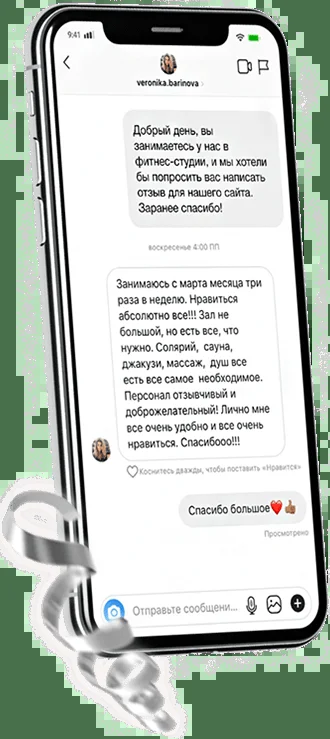 9:41
veronika.barinova
Добрый день, вы
занимаетесь у нас в
фитнес-студии, и мы хотели
бы попросить вас написать
отзыв для нашего сайта.
Заранее спасибо!
воскресенье 4:00 ПП
Занимаюсь с марта месяца три
раза в неделю. Нравиться
абсолютно все!!! Зал не
большой, но есть все, что
нужно. Солярий, сауна,
джакузи, массаж, душ все
есть все самое необходимое.
Персонал отзывчивый и
доброжелательный! Лично мне
все очень удобно и все очень
нравиться. Спасибооо!!!
Коснитесь дважды, чтобы поставить «Нравится»
Спасибо большое❤️👍🏽
Просмотрено
Отправьте сообщени...